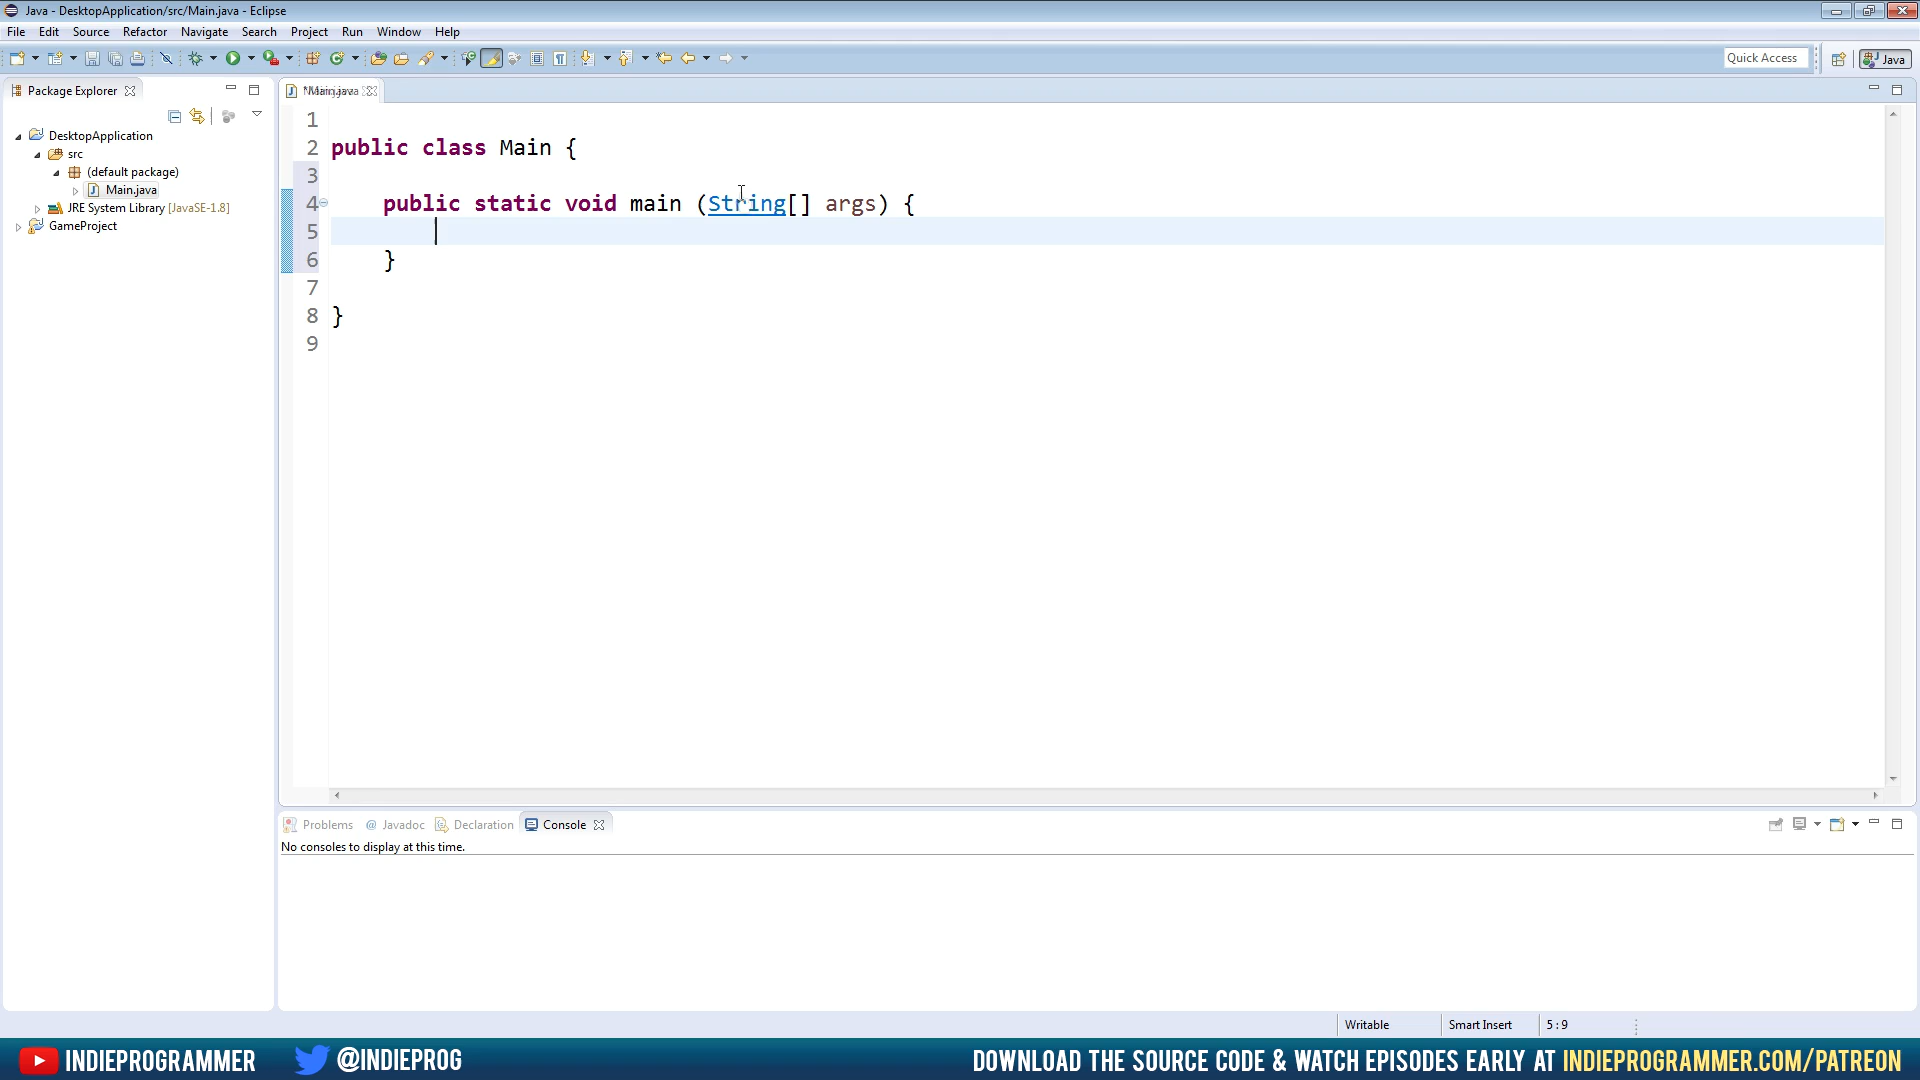 Java - DesktopApplication/src/Main.java - Eclipse
File Edit Source Refactor Navigate Search Project Run Window Help
Quick Access
Java
Package Explorer
Main.java
DesktopApplication
src
(default package)
Main.java
JRE System Library [JavaSE-1.8]
GameProject
1
2 public class Main {
3
4 public static void main (String[] args) {
5
6 }
7
8 }
9
Problems @ Javadoc Declaration Console
No consoles to display at this time.
Writable Smart Insert 5 : 9
INDIEPROGRAMMER @INDIEPROG DOWNLOAD THE SOURCE CODE & WATCH EPISODES EARLY AT INDIEPROGRAMMER.COM/PATREON